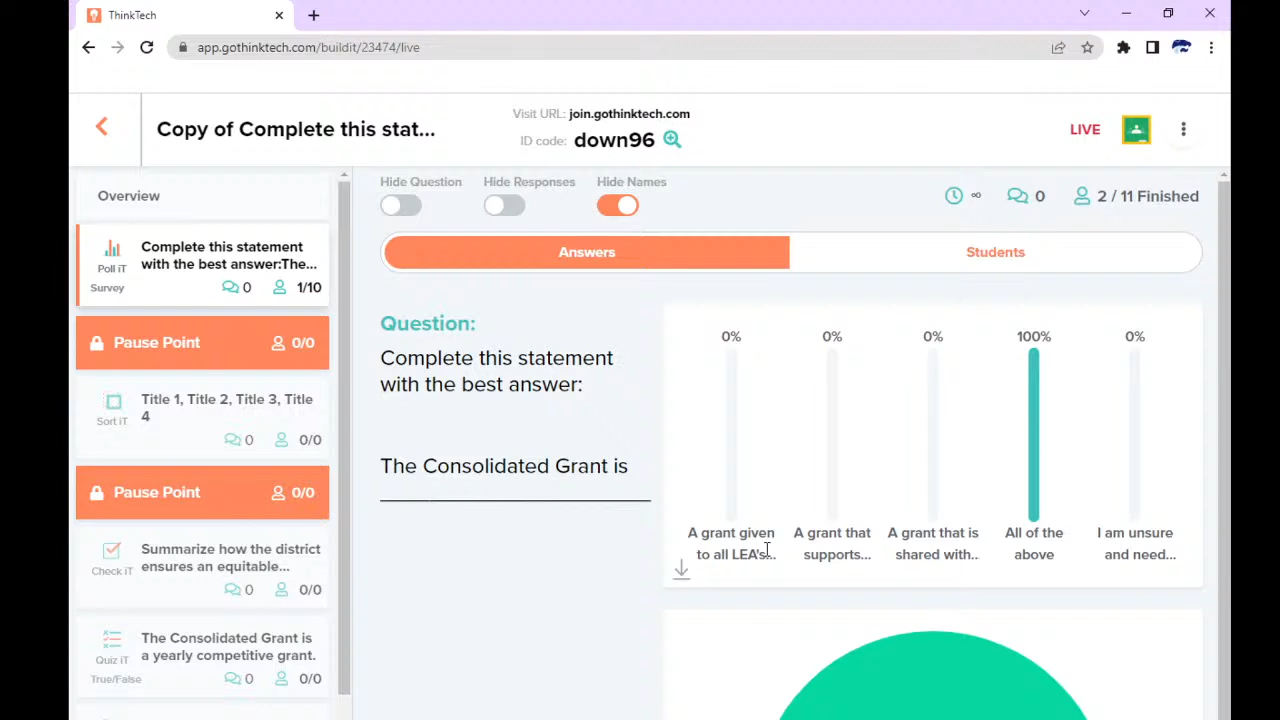 ThinkTech
app.gothinktech.com/buildit/23474/live
Copy of Complete this stat...
Visit URL: join.gothinktech.com
ID code: down96
LIVE
Overview
Poll iT
Survey
Complete this statement
with the best answer:The...
0
1/10
Pause Point
0/0
Sort iT
Title 1, Title 2, Title 3, Title
4
0
0/0
Pause Point
0/0
Check iT
Summarize how the district
ensures an equitable...
0
0/0
Quiz iT
True/False
The Consolidated Grant is
a yearly competitive grant.
0
0/0
Hide Question
Hide Responses
Hide Names
∞
0
2 / 11 Finished
Answers
Students
Question:
Complete this statement
with the best answer:
The Consolidated Grant is
0%
0%
0%
100%
0%
A grant given
to all LEA's...
A grant that
supports...
A grant that is
shared with...
All of the
above
I am unsure
and need...